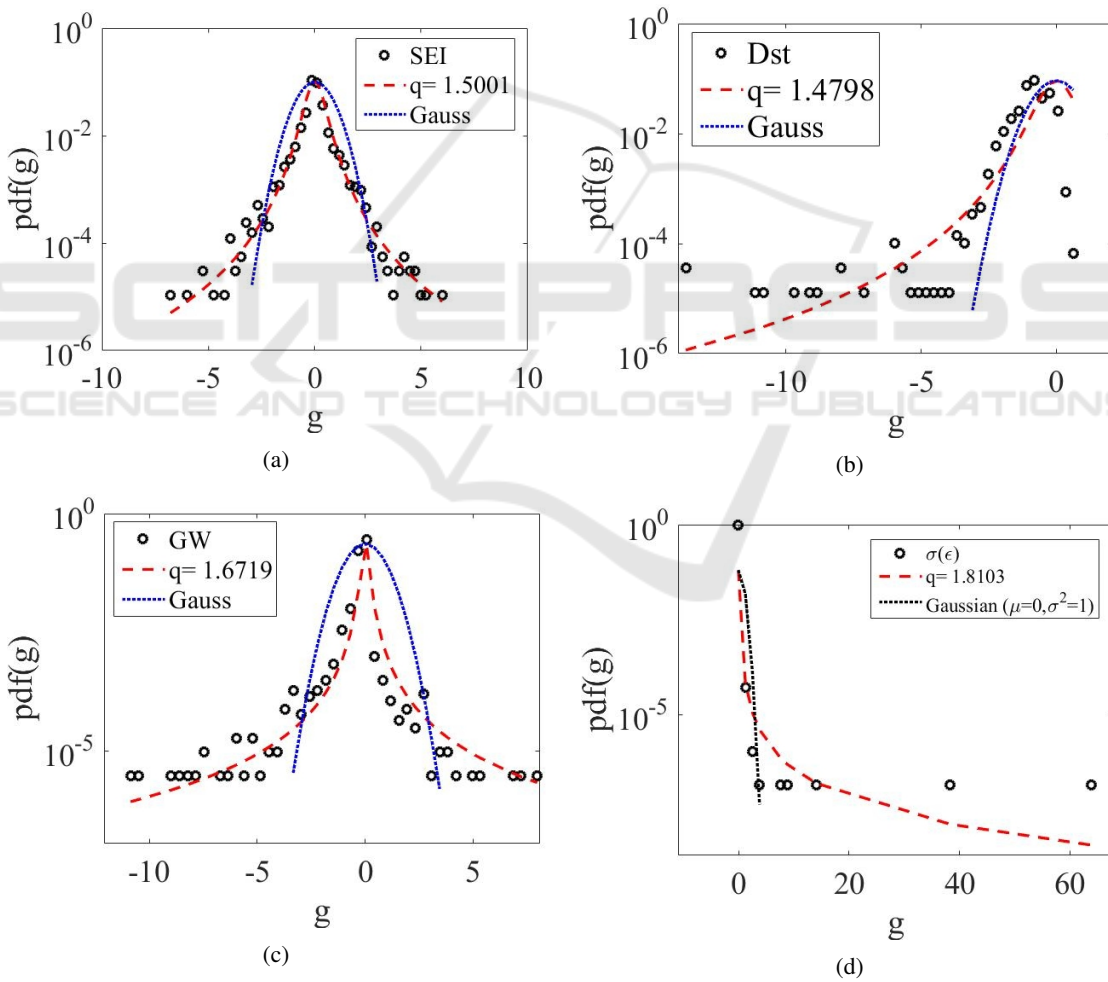 10^0
10^-2
10^-4
10^-6
pdf(g)
SEI
q= 1.5001
Gauss
-10
-5
0
5
10
g
(a)
10^0
10^-2
10^-4
10^-6
pdf(g)
Dst
q= 1.4798
Gauss
-10
-5
0
g
(b)
SCITEPRESS
SCIENCE AND TECHNOLOGY PUBLICATIONS
10^0
10^-5
pdf(g)
GW
q= 1.6719
Gauss
-10
-5
0
5
g
(c)
10^0
10^-5
pdf(g)
σ(ϵ)
q= 1.8103
Gaussian (μ=0,σ²=1)
0
20
40
60
g
(d)